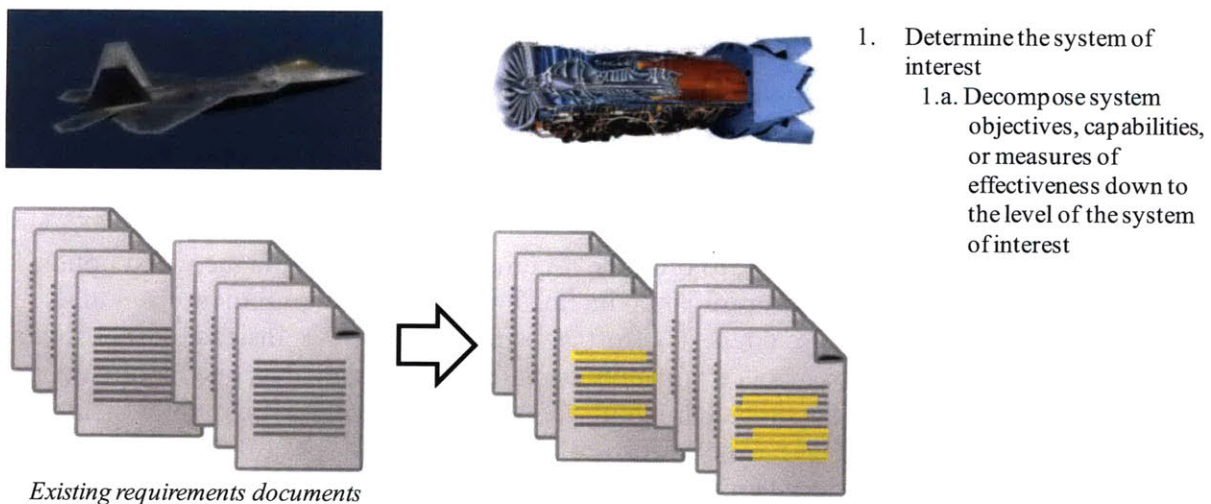 1. Determine the system of
interest
1.a. Decompose system
objectives, capabilities,
or measures of
effectiveness down to
the level of the system
of interest
Existing requirements documents